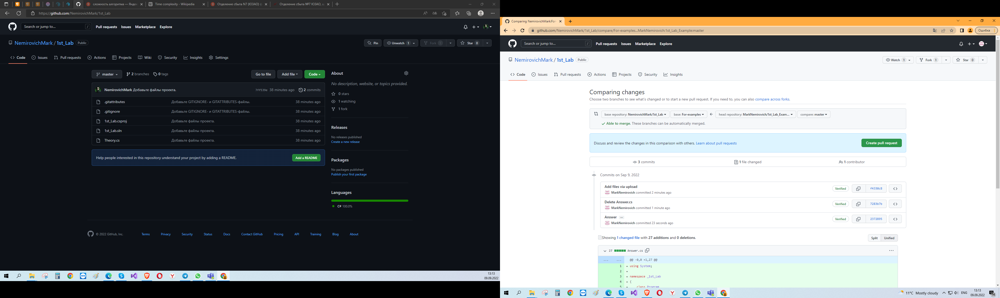 сложность алгоритма — Яндек
Time complexity - Wikipedia
Отделение сбыта N7 (ЮЗАО) ф
Отделение сбыта №7 ЮЗАО, а
https://github.com/NemirovichMark/1st_Lab
Search or jump to... /
Pull requests Issues Marketplace Explore
NemirovichMark / 1st_Lab Public
Pin Unwatch 1 Fork 1 Star 0
Code Issues Pull requests Actions Projects Wiki Security Insights Settings
master 2 branches 0 tags Go to file Add file Code
NemirovichMark Добавьте файлы проекта. 7ff539e 38 minutes ago 2 commits
.gitattributes Добавьте GITIGNORE- и GITATTRIBUTES-файлы. 38 minutes ago
.gitignore Добавьте GITIGNORE- и GITATTRIBUTES-файлы. 38 minutes ago
1st_Lab.csproj Добавьте файлы проекта. 38 minutes ago
1st_Lab.sln Добавьте файлы проекта. 38 minutes ago
Theory.cs Добавьте файлы проекта. 38 minutes ago
Help people interested in this repository understand your project by adding a README. Add a README
About
No description, website, or topics provided.
0 stars
1 watching
1 fork
Releases
No releases published
Create a new release
Packages
No packages published
Publish your first package
Languages
C# 100.0%
© 2022 GitHub, Inc. Terms Privacy Security Status Docs Contact GitHub Pricing API Training Blog About
13:13
09.09.2022
Comparing NemirovichMark:For-
github.com/NemirovichMark/1st_Lab/compare/For-examples...MarkNemirovich:1st_Lab_Example:master
Ошибка
Search or jump to... /
Pull requests Issues Marketplace Explore
NemirovichMark / 1st_Lab Public
Watch 1 Fork 1 Star 0
Code Issues Pull requests Actions Projects Security Insights
Comparing changes
Choose two branches to see what's changed or to start a new pull request. If you need to, you can also compare across forks.
base repository: NemirovichMark/1st_Lab base: For-examples head repository: MarkNemirovich/1st_Lab_Exam... compare: master
Able to merge. These branches can be automatically merged.
Discuss and review the changes in this comparison with others. Learn about pull requests Create pull request
3 commits 1 file changed 1 contributor
Commits on Sep 9, 2022
Add files via upload
MarkNemirovich committed 2 minutes ago
Verified f4330c8
Delete Answer.cs
MarkNemirovich committed 1 minute ago
Verified 7283b7b
Answer ...
MarkNemirovich committed 23 seconds ago
Verified 2372895
Showing 1 changed file with 27 additions and 0 deletions. Split Unified
27 Answer.cs
... ... @@ -0,0 +1,27 @@
1 + using System;
2 +
3 + namespace _1st_Lab
4 + {
5 + class Program
11°C Mostly cloudy ENG
13:13
09.09.2022
14